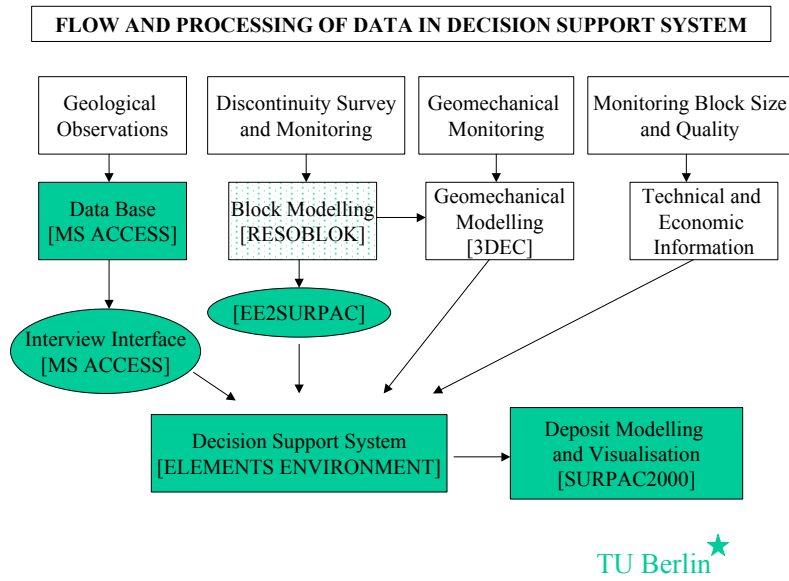 FLOW AND PROCESSING OF DATA IN DECISION SUPPORT SYSTEM
Geological
Observations
Discontinuity Survey
and Monitoring
Geomechanical
Monitoring
Monitoring Block Size
and Quality
Data Base
[MS ACCESS]
Block Modelling
[RESOBLOK]
Geomechanical
Modelling
[3DEC]
Technical and
Economic
Information
[EE2SURPAC]
Interview Interface
[MS ACCESS]
Decision Support System
[ELEMENTS ENVIRONMENT]
Deposit Modelling
and Visualisation
[SURPAC2000]
TU Berlin